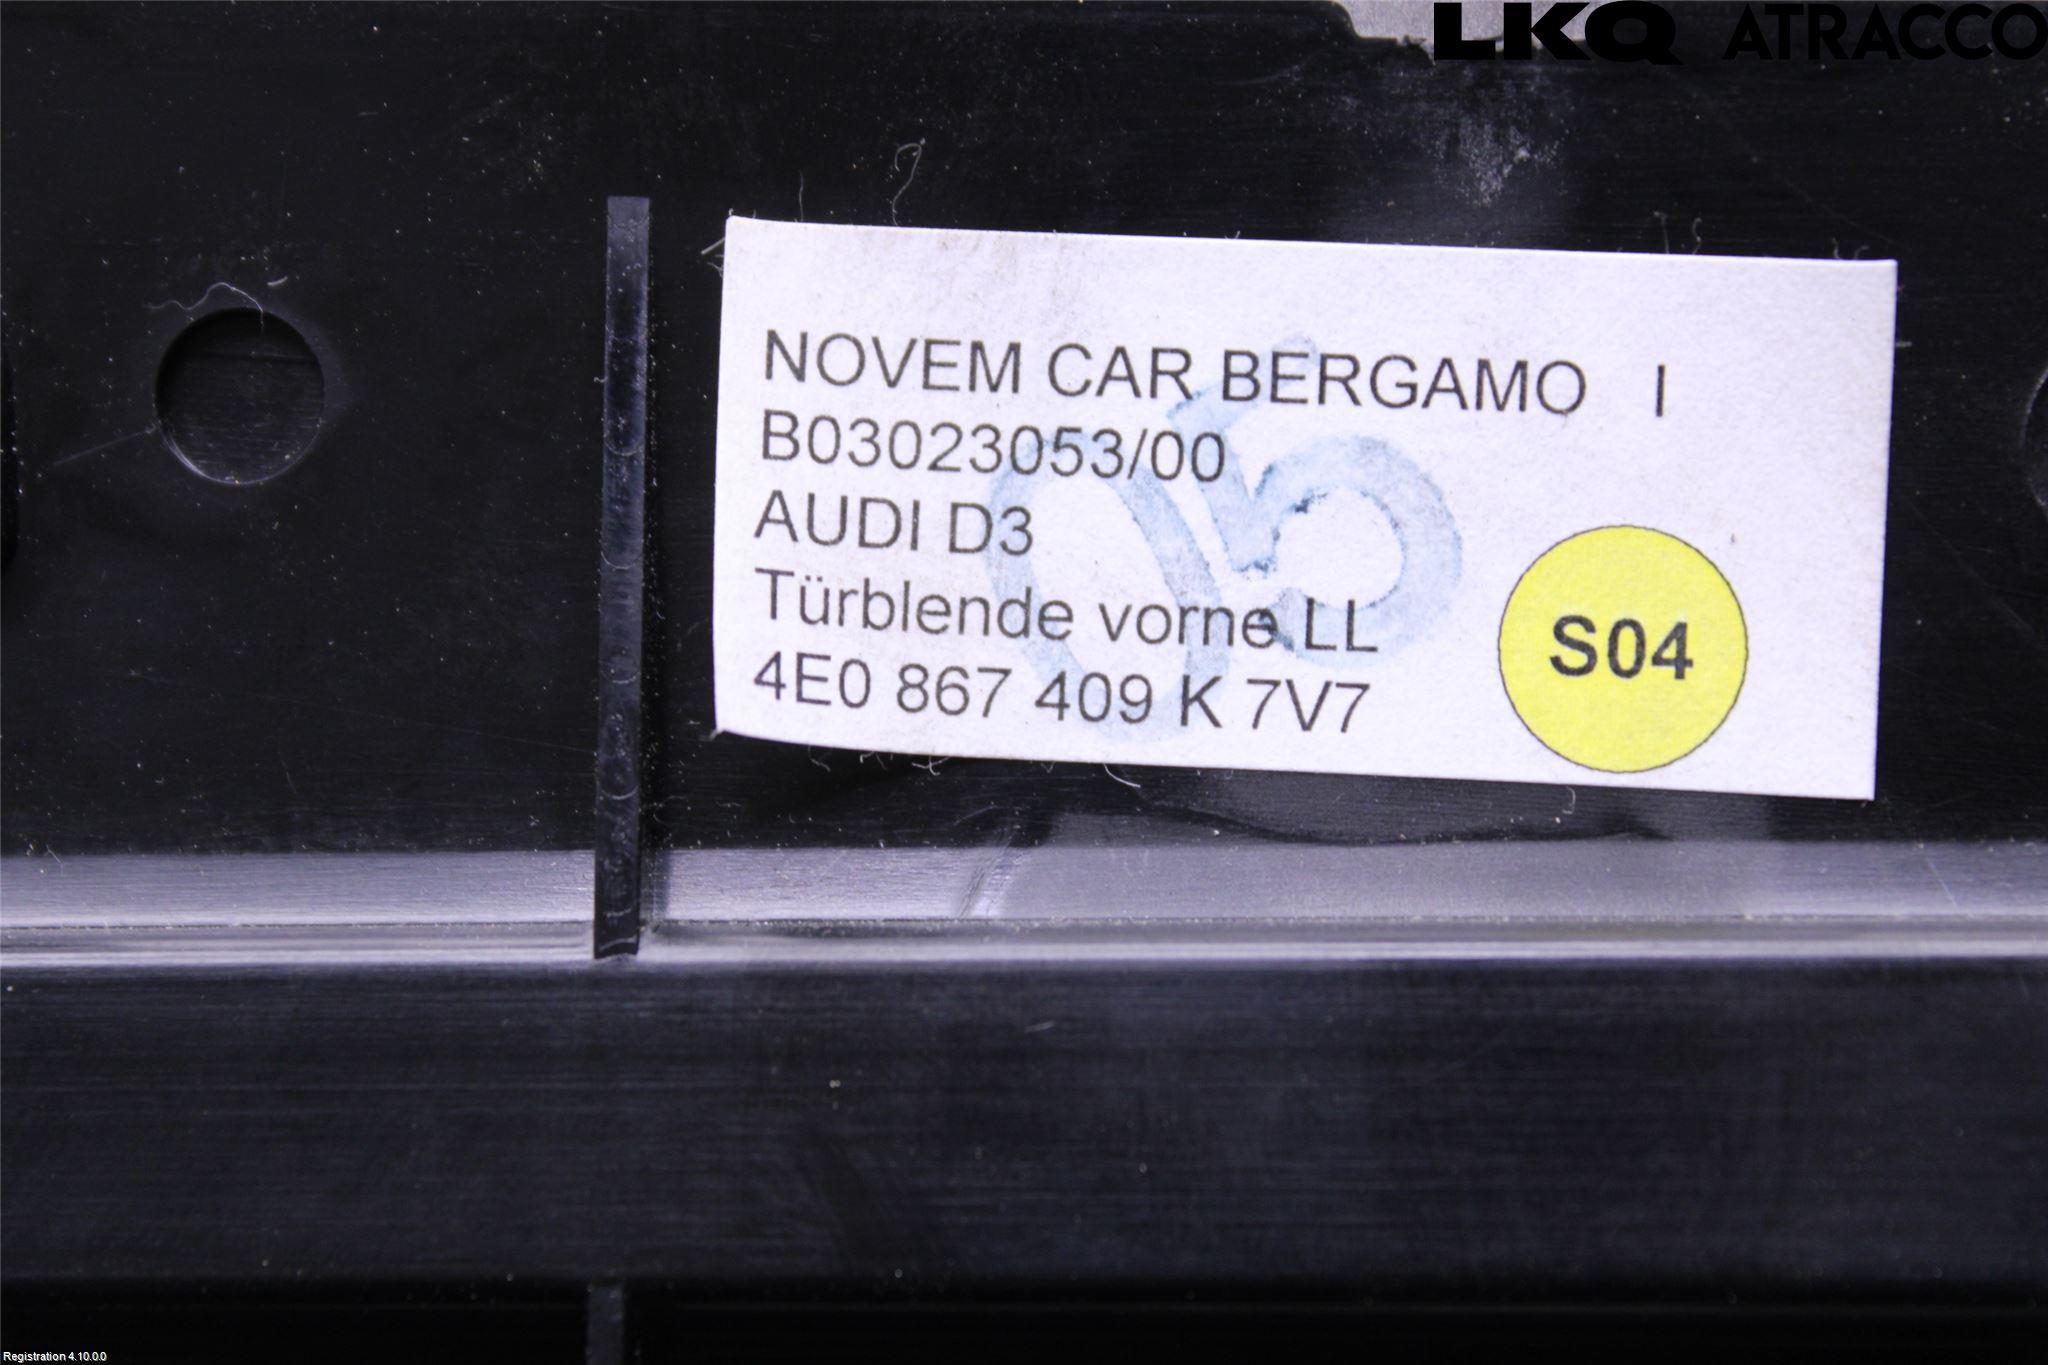 LKQ ATRACCO
NOVEM CAR BERGAMO I
B03023053/00
AUDI D3
Türblende vorne LL
4E0 867 409 K 7V7
S04
05
Registration 4.10.0.0